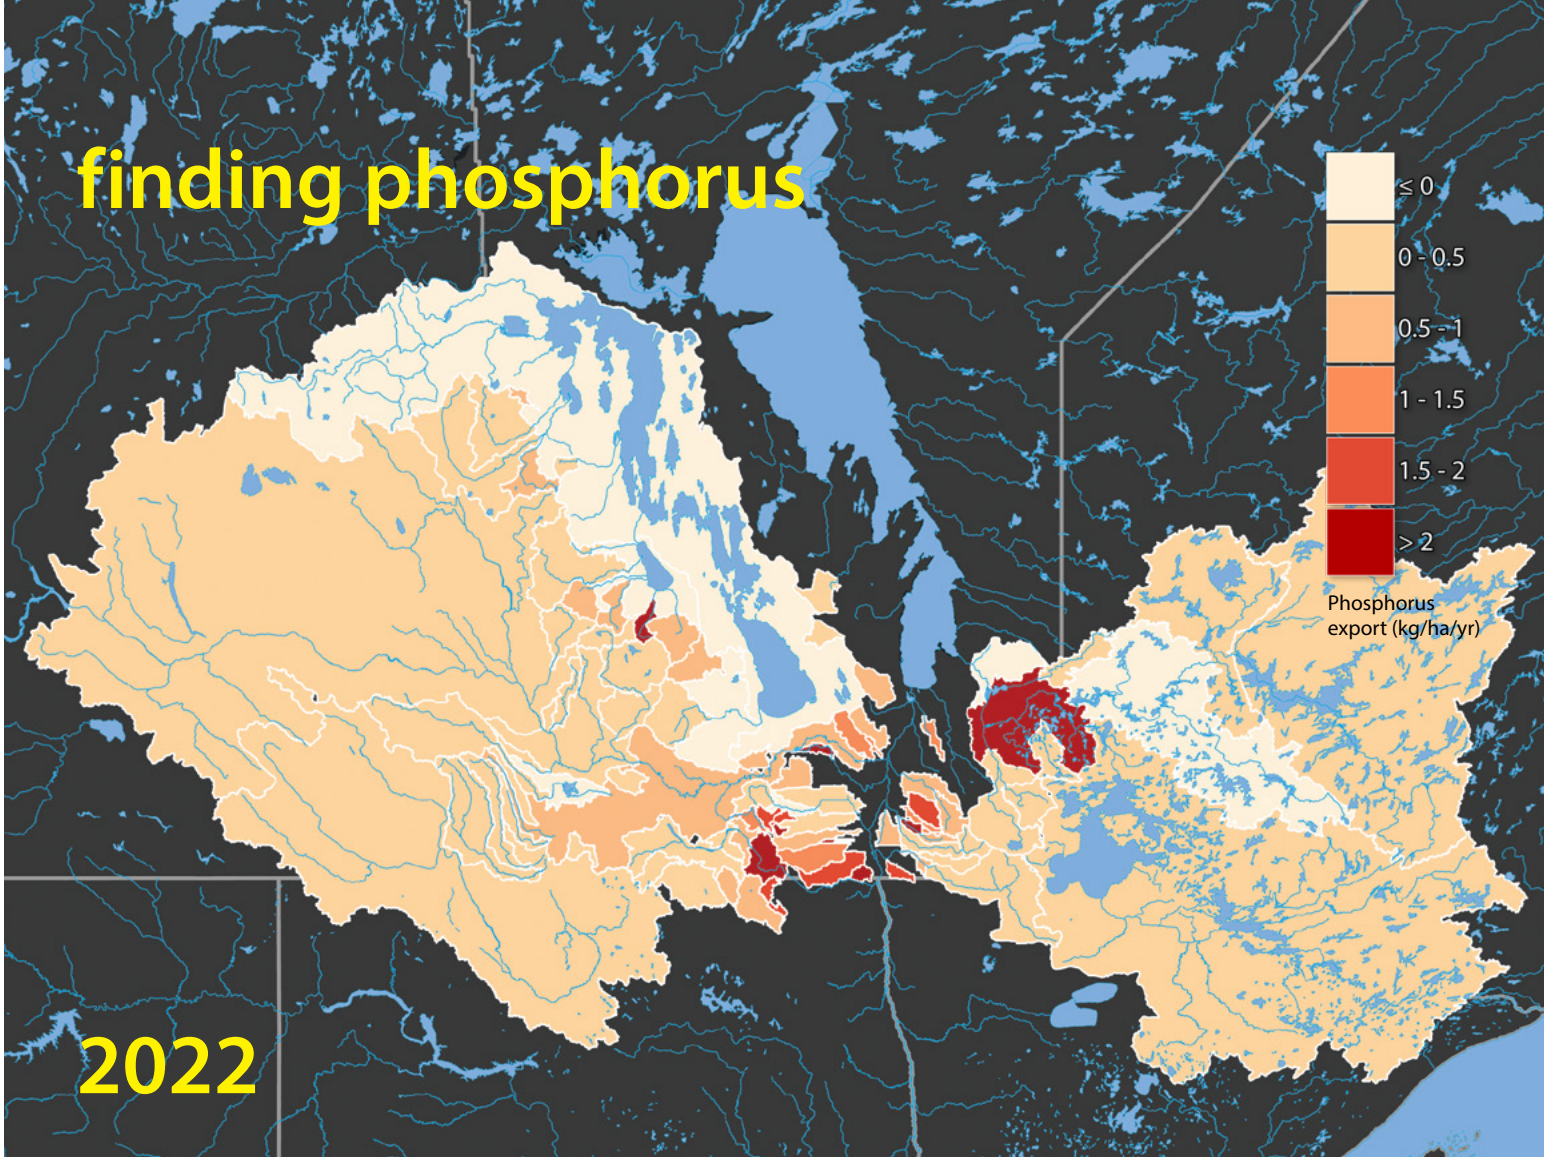 finding phosphorus
≤ 0
0 - 0.5
0.5 - 1
1 - 1.5
1.5 - 2
> 2
Phosphorus
export (kg/ha/yr)
2022